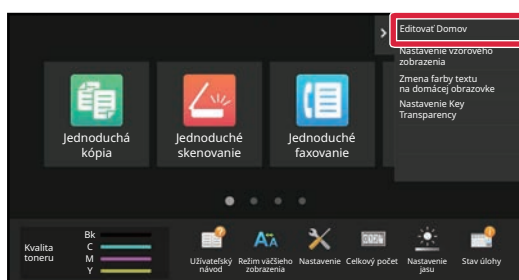 Editovať Domov
Nastavenie vzorového
zobrazenia
Zmena farby textu
na domácej obrazovke
Nastavenie Key
Transparency
Jednoduchá
kópia
Jednoduché
skenovanie
Jednoduché
faxovanie
Kvalita
toneru
Bk
C
M
Y
Užívateľský
návod
Režim väčšieho
zobrazenia
Nastavenie
Celkový počet
Nastavenie
jasu
Stav úlohy